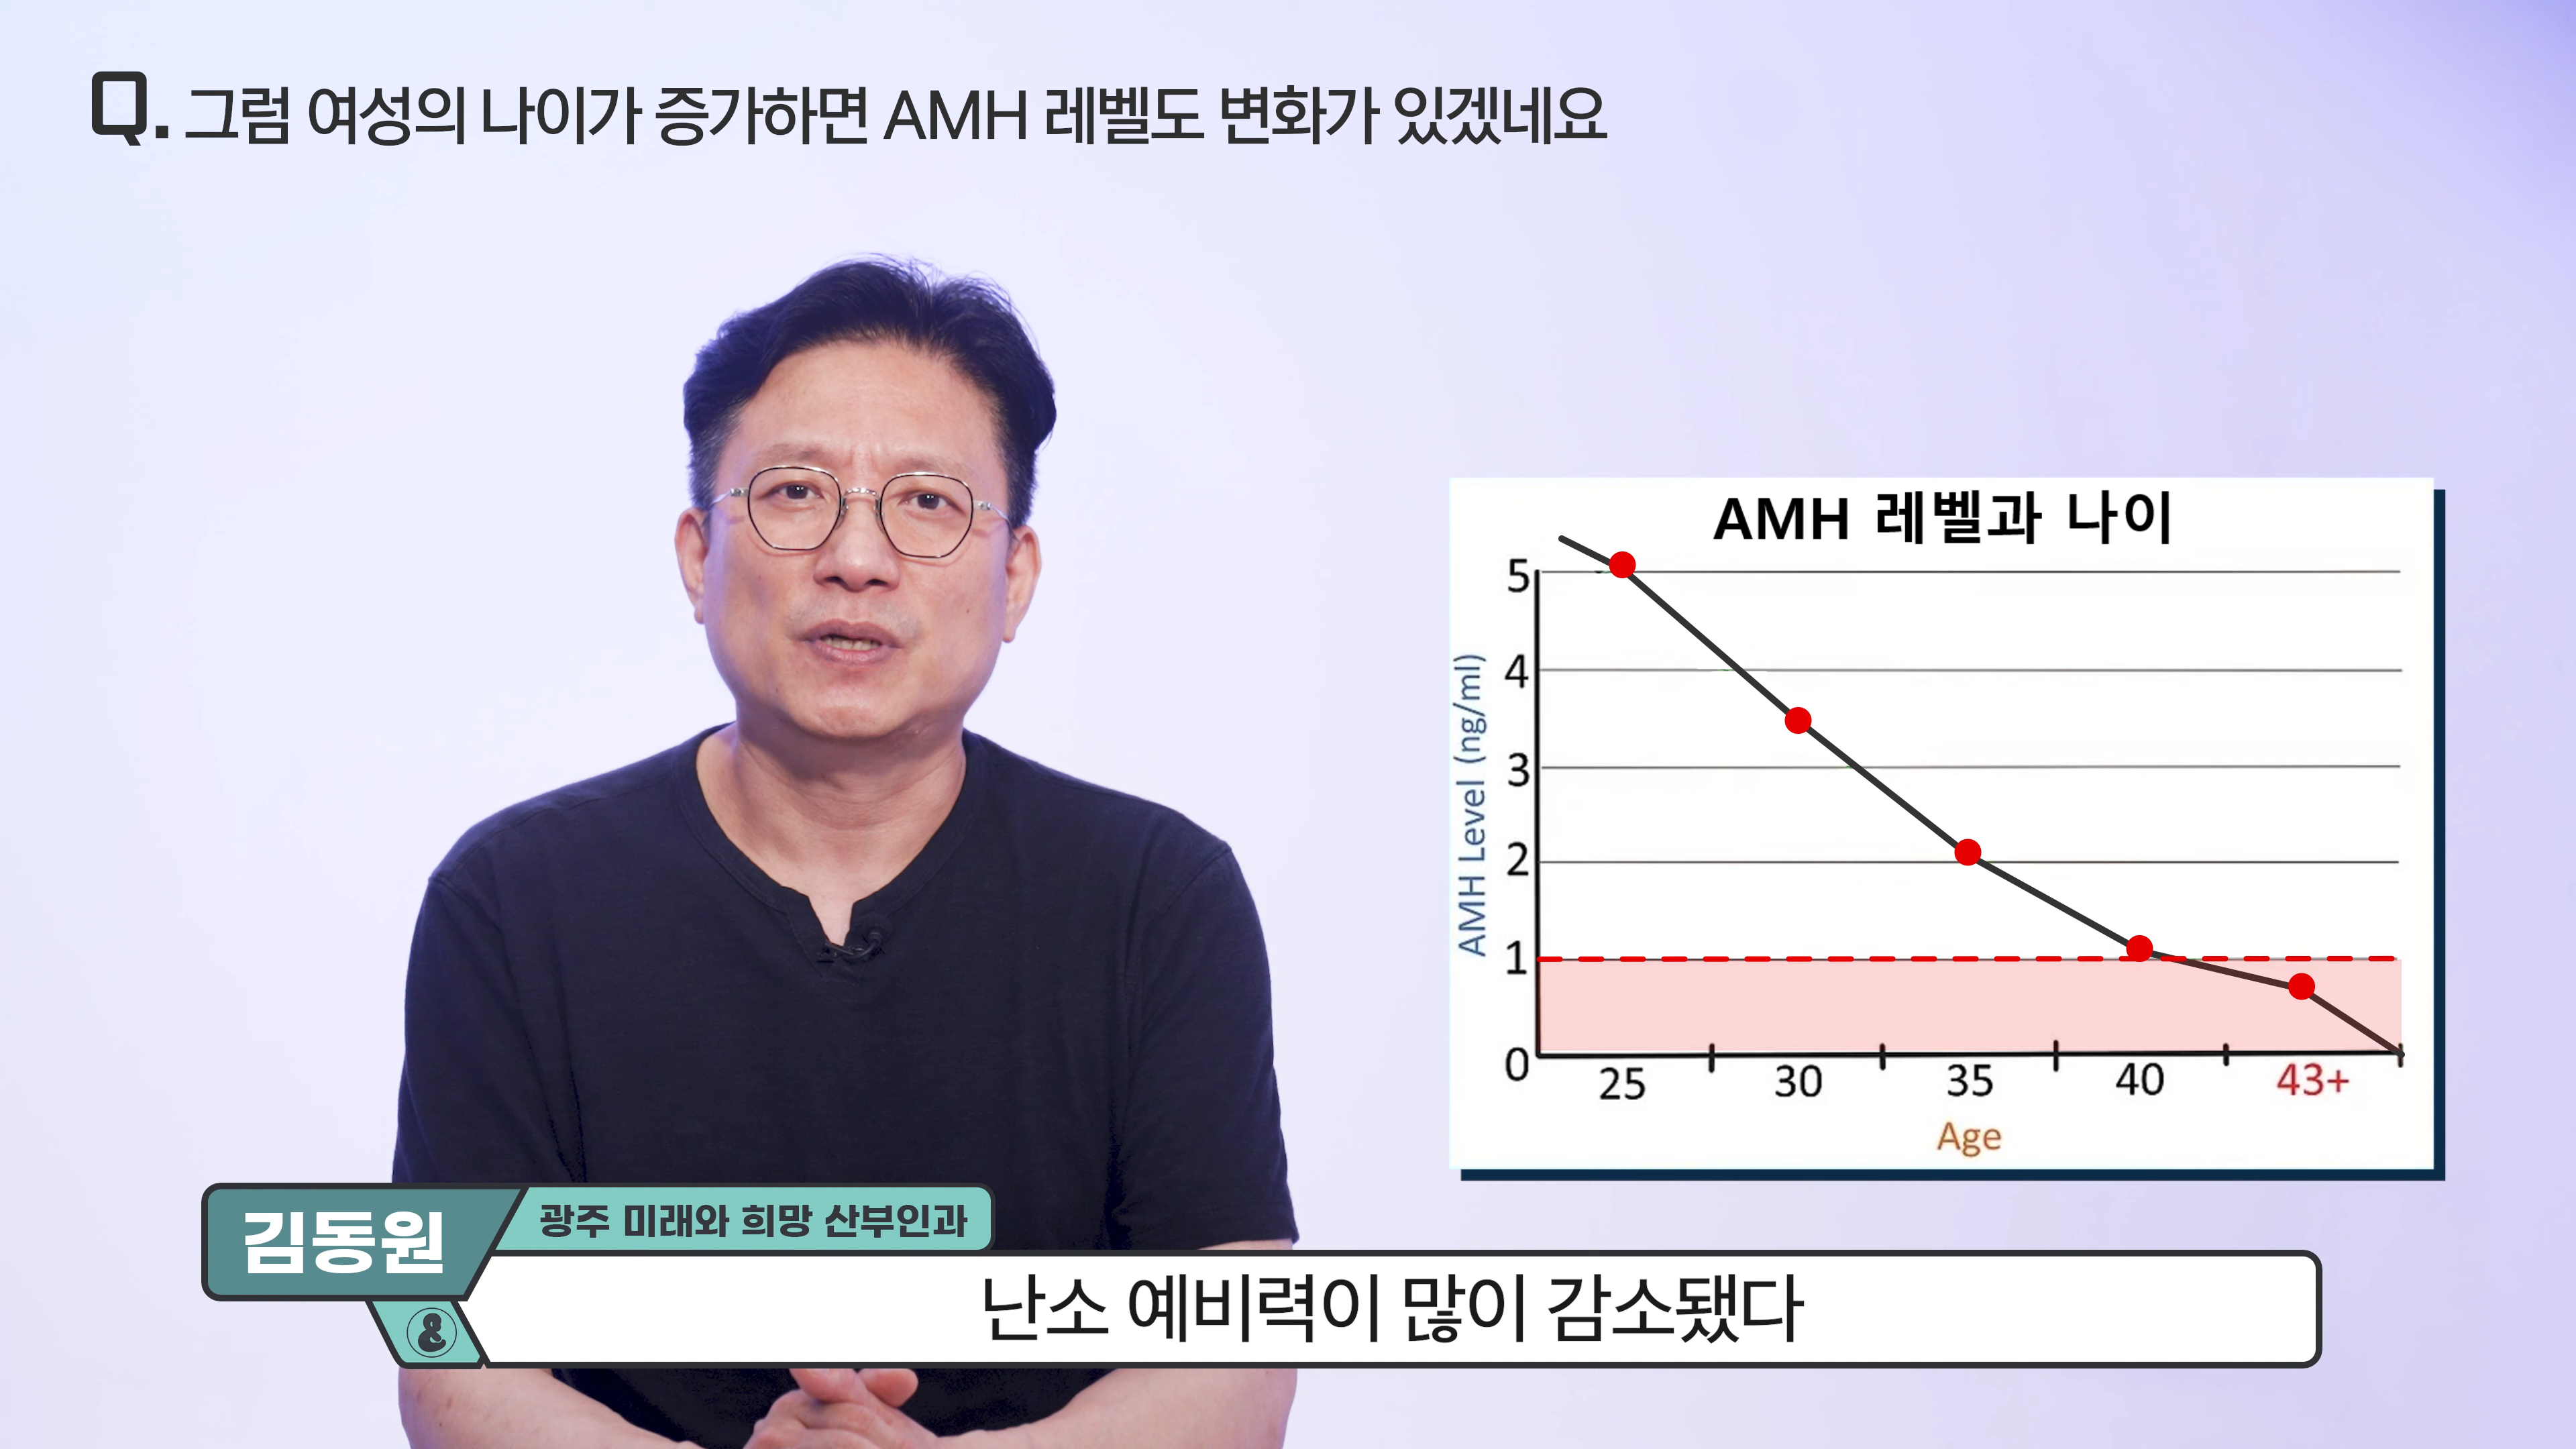 Q. 그럼 여성의 나이가 증가하면 AMH 레벨도 변화가 있겠네요
AMH 레벨과 나이
AMH Level (ng/ml)
5
4
3
2
1
0
25 30 35 40 43+
Age
김동원
광주 미래와 희망 산부인과
&
난소 예비력이 많이 감소됐다